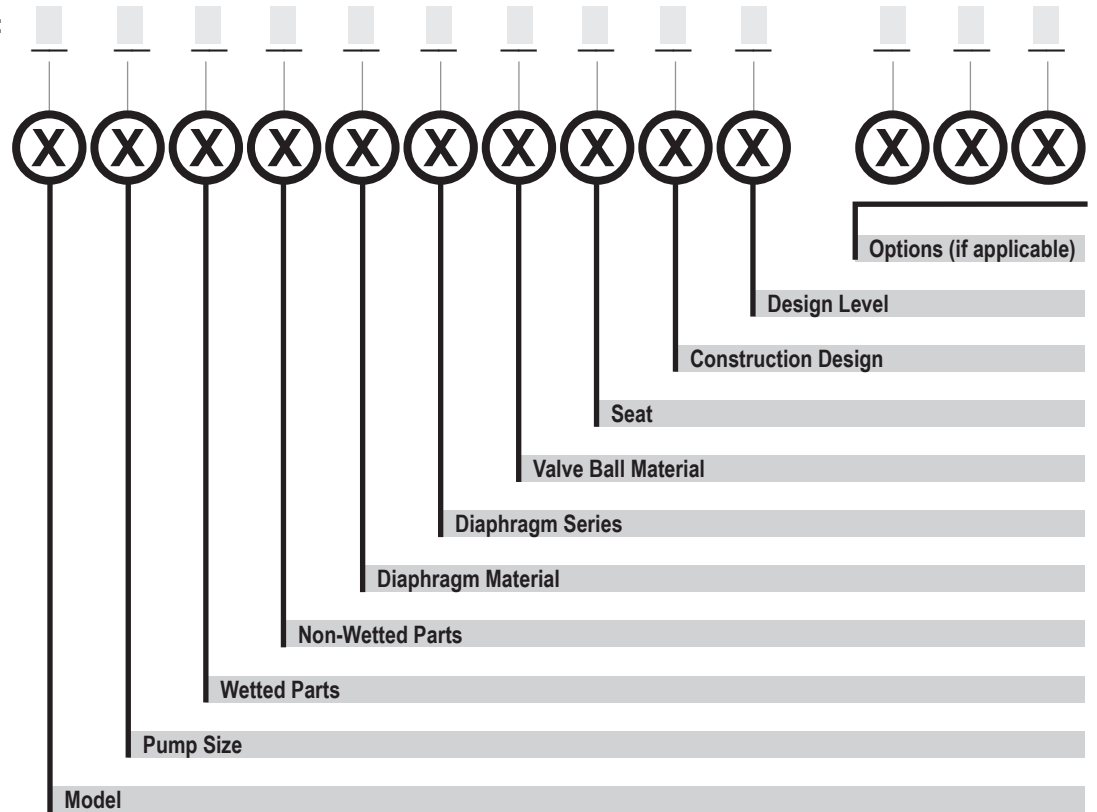 X X X X X X X X X X X X X
Options (if applicable)
Design Level
Construction Design
Seat
Valve Ball Material
Diaphragm Series
Diaphragm Material
Non-Wetted Parts
Wetted Parts
Pump Size
Model